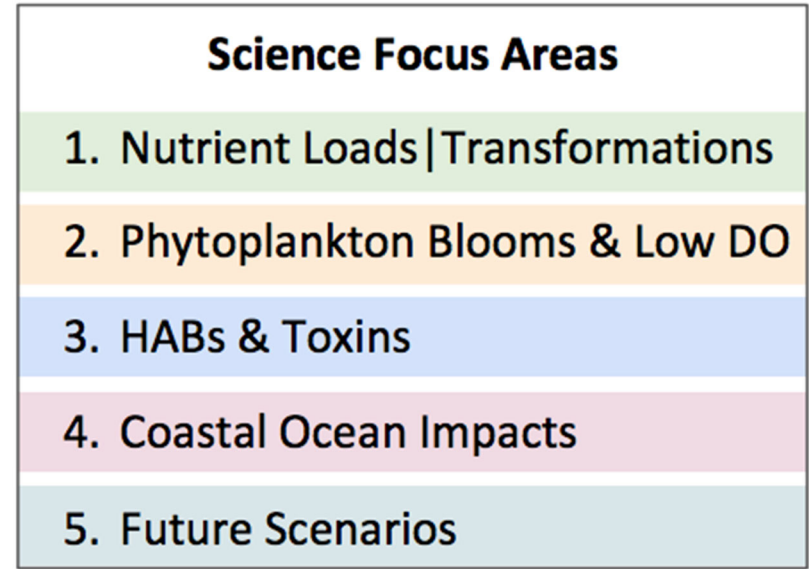 Science Focus Areas
1. Nutrient Loads|Transformations
2. Phytoplankton Blooms & Low DO
3. HABs & Toxins
4. Coastal Ocean Impacts
5. Future Scenarios